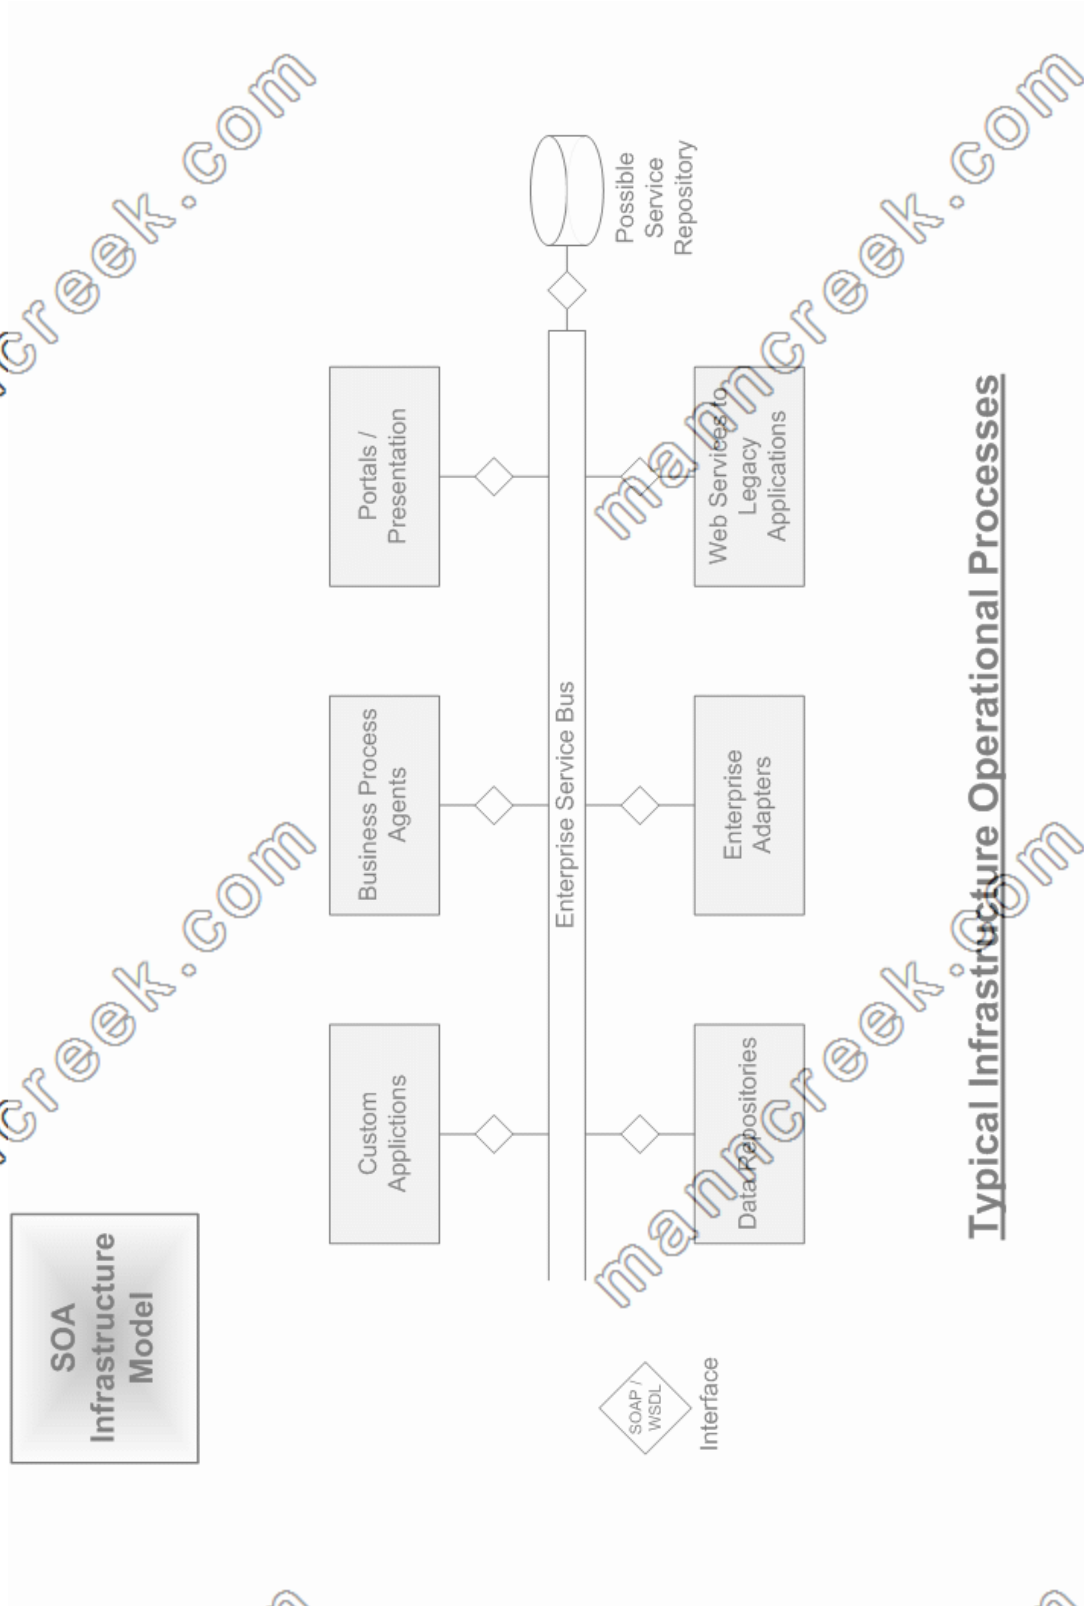 SOA
Infrastructure
Model
Custom
Applictions
Business Process
Agents
Portals /
Presentation
Enterprise Service Bus
Possible
Service
Repository
Data Repositories
Enterprise
Adapters
Web Services to
Legacy
Applications
SOAP /
WSDL
Interface
Typical Infrastructure Operational Processes
creek.com
manncreek.com
creek.com
manncreek.com